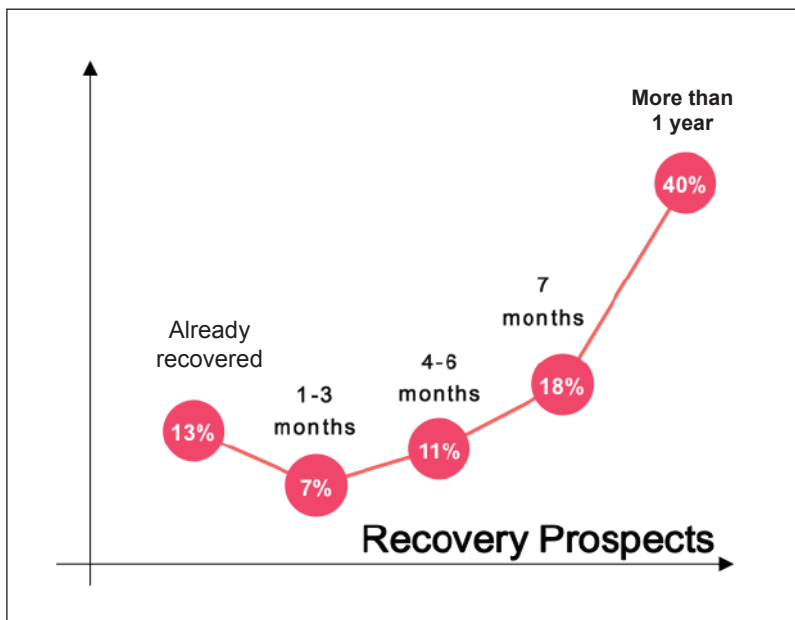 More than
1 year
40%
7
months
18%
Already
recovered
13%
4-6
months
11%
1-3
months
7%
Recovery Prospects